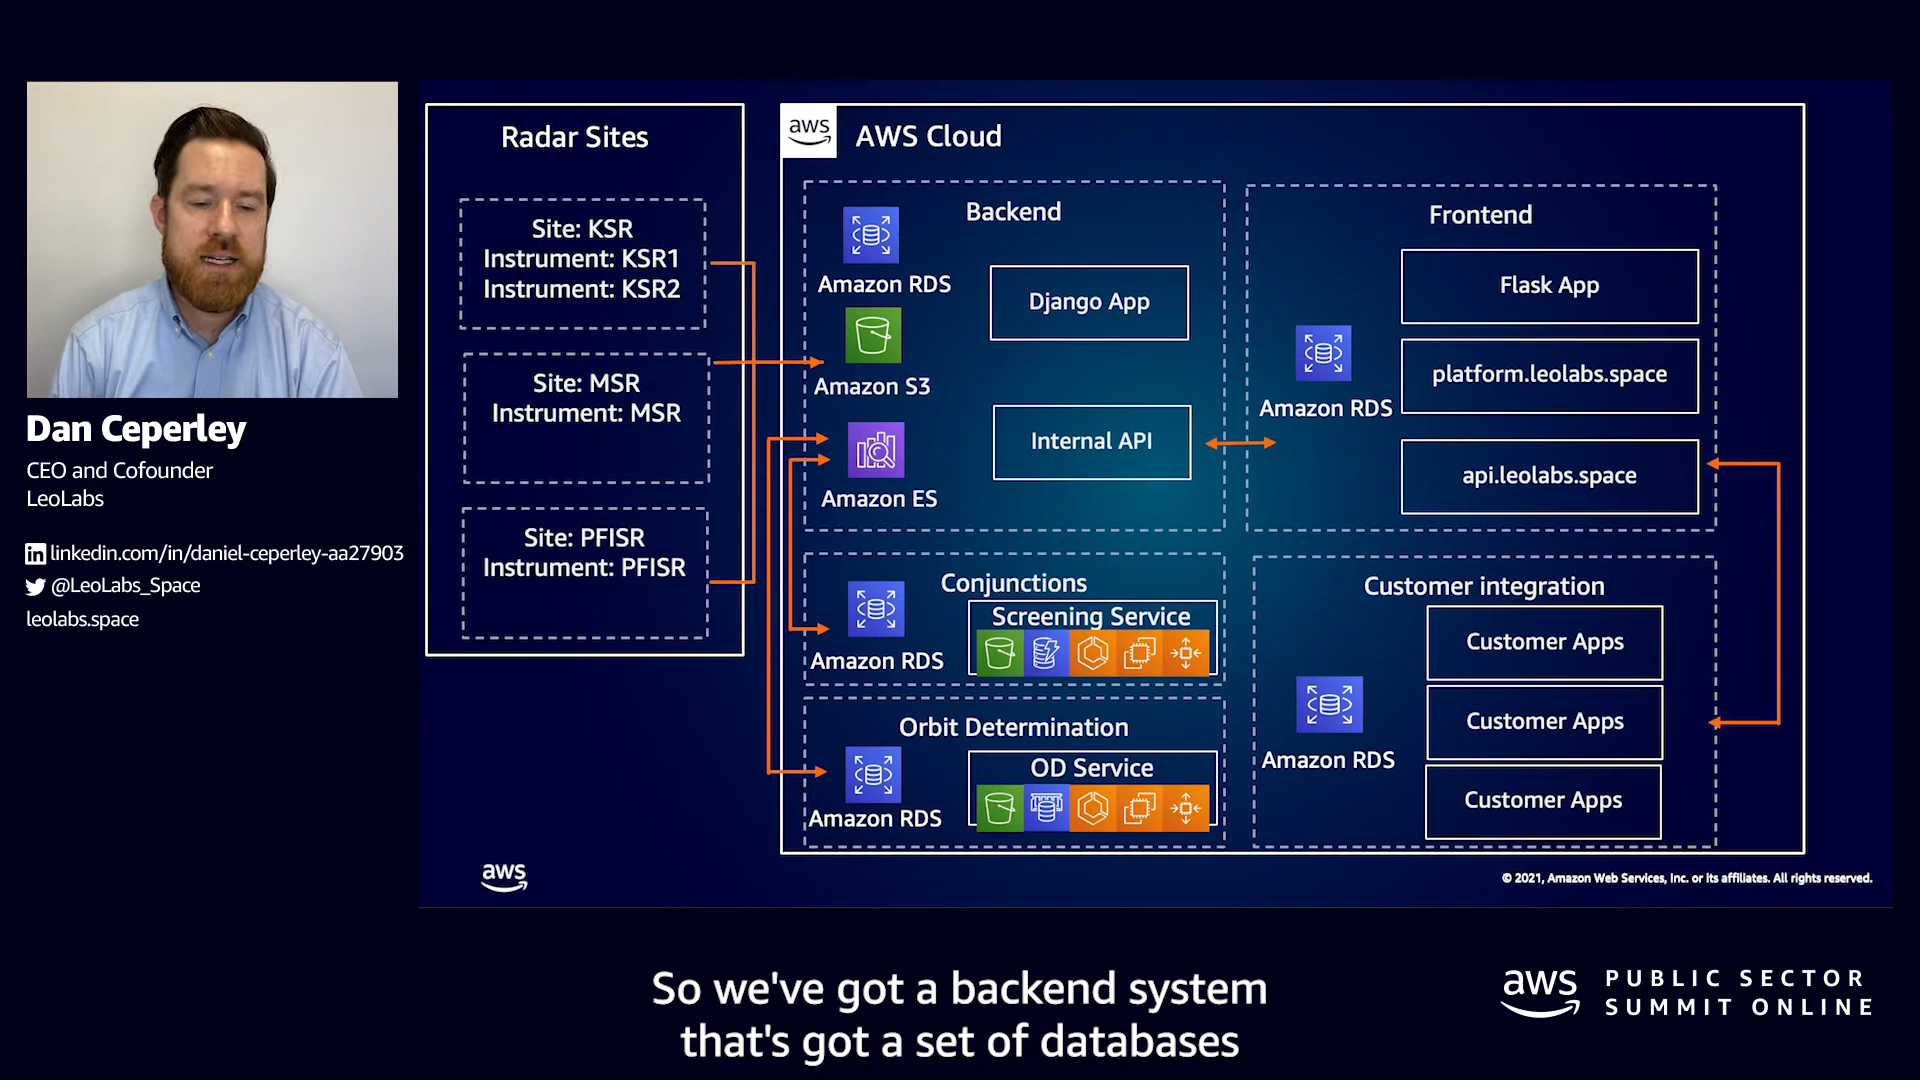 Dan Ceperley
CEO and Cofounder
LeoLabs
in linkedin.com/in/daniel-ceperley-aa27903
@LeoLabs_Space
leolabs.space
Radar Sites
Site: KSR
Instrument: KSR1
Instrument: KSR2
Site: MSR
Instrument: MSR
Site: PFISR
Instrument: PFISR
aws
AWS Cloud
Backend
Amazon RDS
Django App
Amazon S3
Internal API
Amazon ES
Conjunctions
Screening Service
Amazon RDS
Orbit Determination
OD Service
Amazon RDS
Frontend
Flask App
platform.leolabs.space
Amazon RDS
api.leolabs.space
Customer integration
Customer Apps
Customer Apps
Amazon RDS
Customer Apps
aws
© 2021, Amazon Web Services, Inc. or its affiliates. All rights reserved.
So we've got a backend system
that's got a set of databases
aws
PUBLIC SECTOR
SUMMIT ONLINE